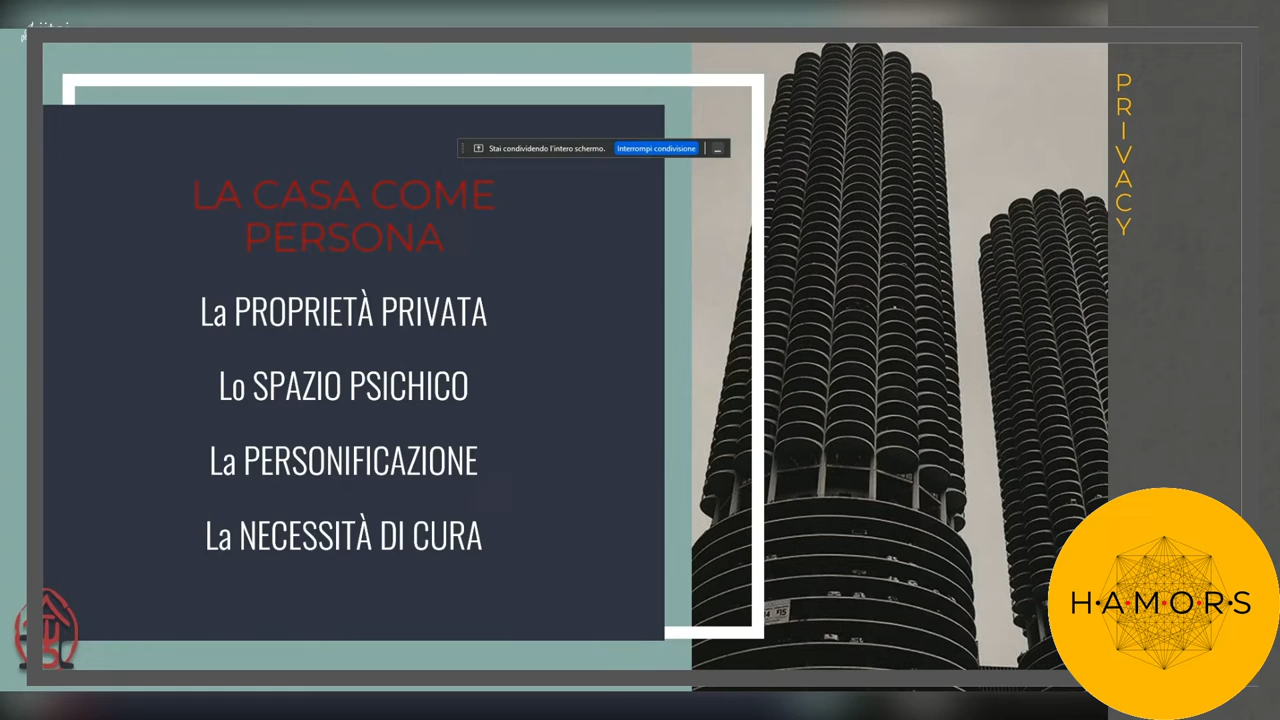 Stai condividendo l'intero schermo. Interrompi condivisione
LA CASA COME
PERSONA
La PROPRIETÀ PRIVATA
Lo SPAZIO PSICHICO
La PERSONIFICAZIONE
La NECESSITÀ DI CURA
PRIVACY
H•A•M•O•R•S